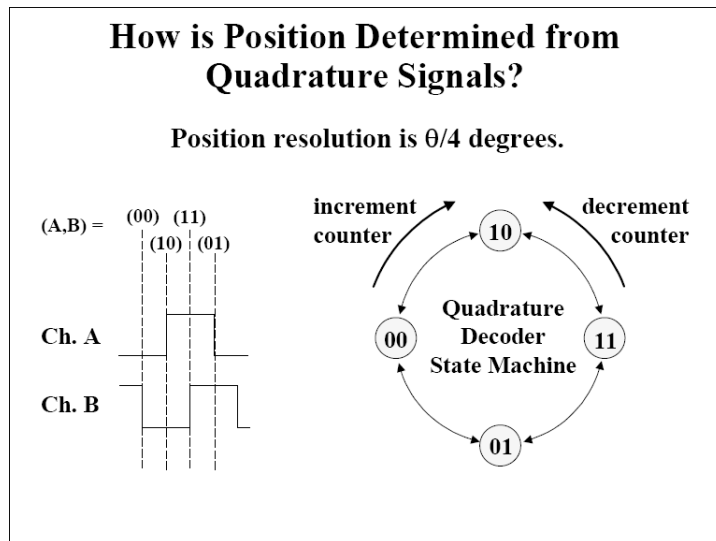 How is Position Determined from
Quadrature Signals?
Position resolution is θ/4 degrees.
(A,B) = (00) (11)
(10) (01)
Ch. A
Ch. B
increment
counter
decrement
counter
10
Quadrature
Decoder
State Machine
00
11
01